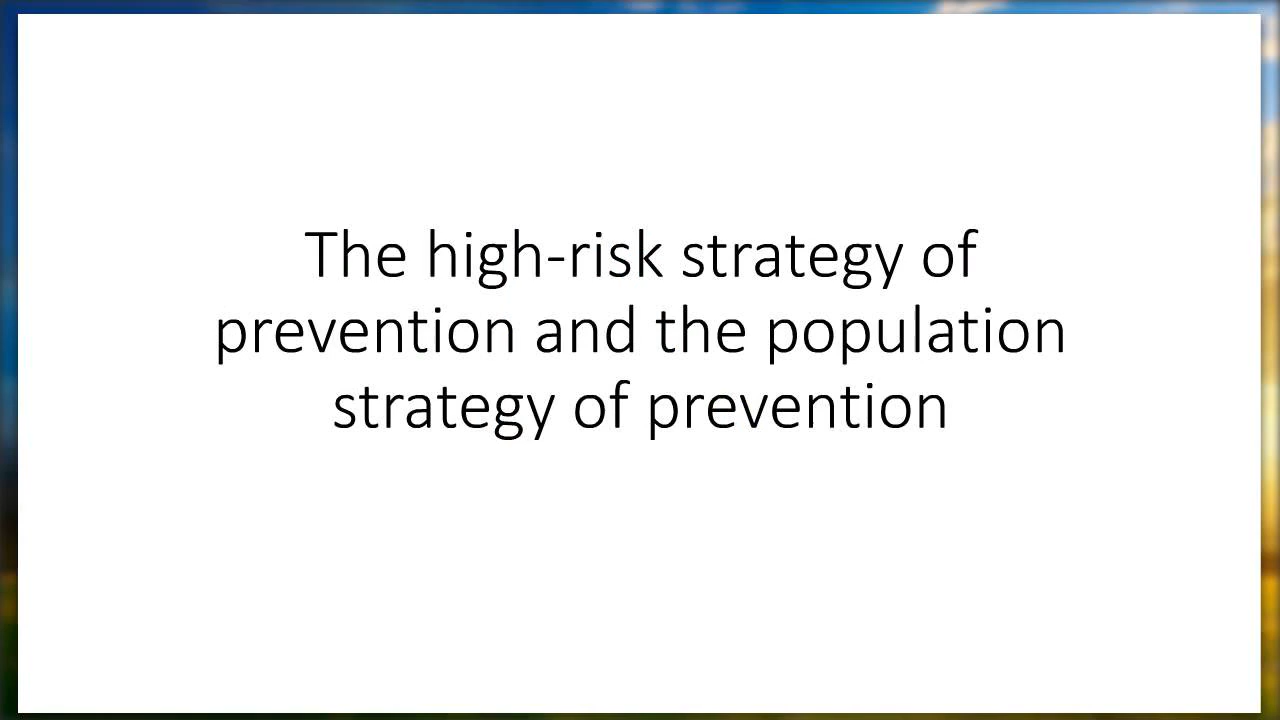 The high-risk strategy of
prevention and the population
strategy of prevention